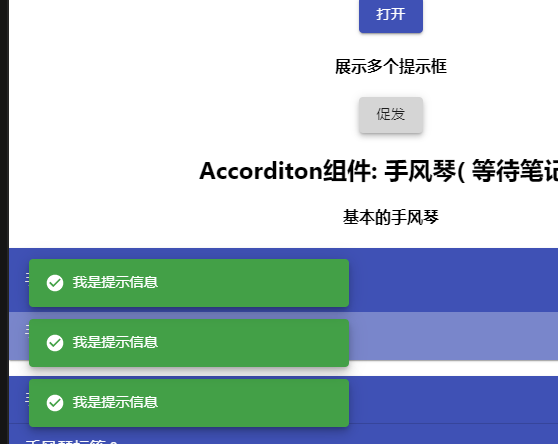 打开
展示多个提示框
促发
Accorditon组件: 手风琴( 等待笔记
基本的手风琴
我是提示信息
我是提示信息
我是提示信息